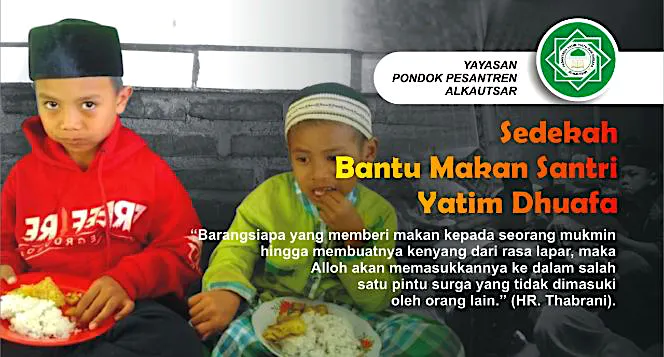 YAYASAN
PONDOK PESANTREN
ALKAUTSAR
Sedekah
Bantu Makan Santri
Yatim Dhuafa
“Barangsiapa yang memberi makan kepada seorang mukmin
hingga membuatnya kenyang dari rasa lapar, maka
Alloh akan memasukkannya ke dalam salah
satu pintu surga yang tidak dimasuki
oleh orang lain.” (HR. Thabrani).